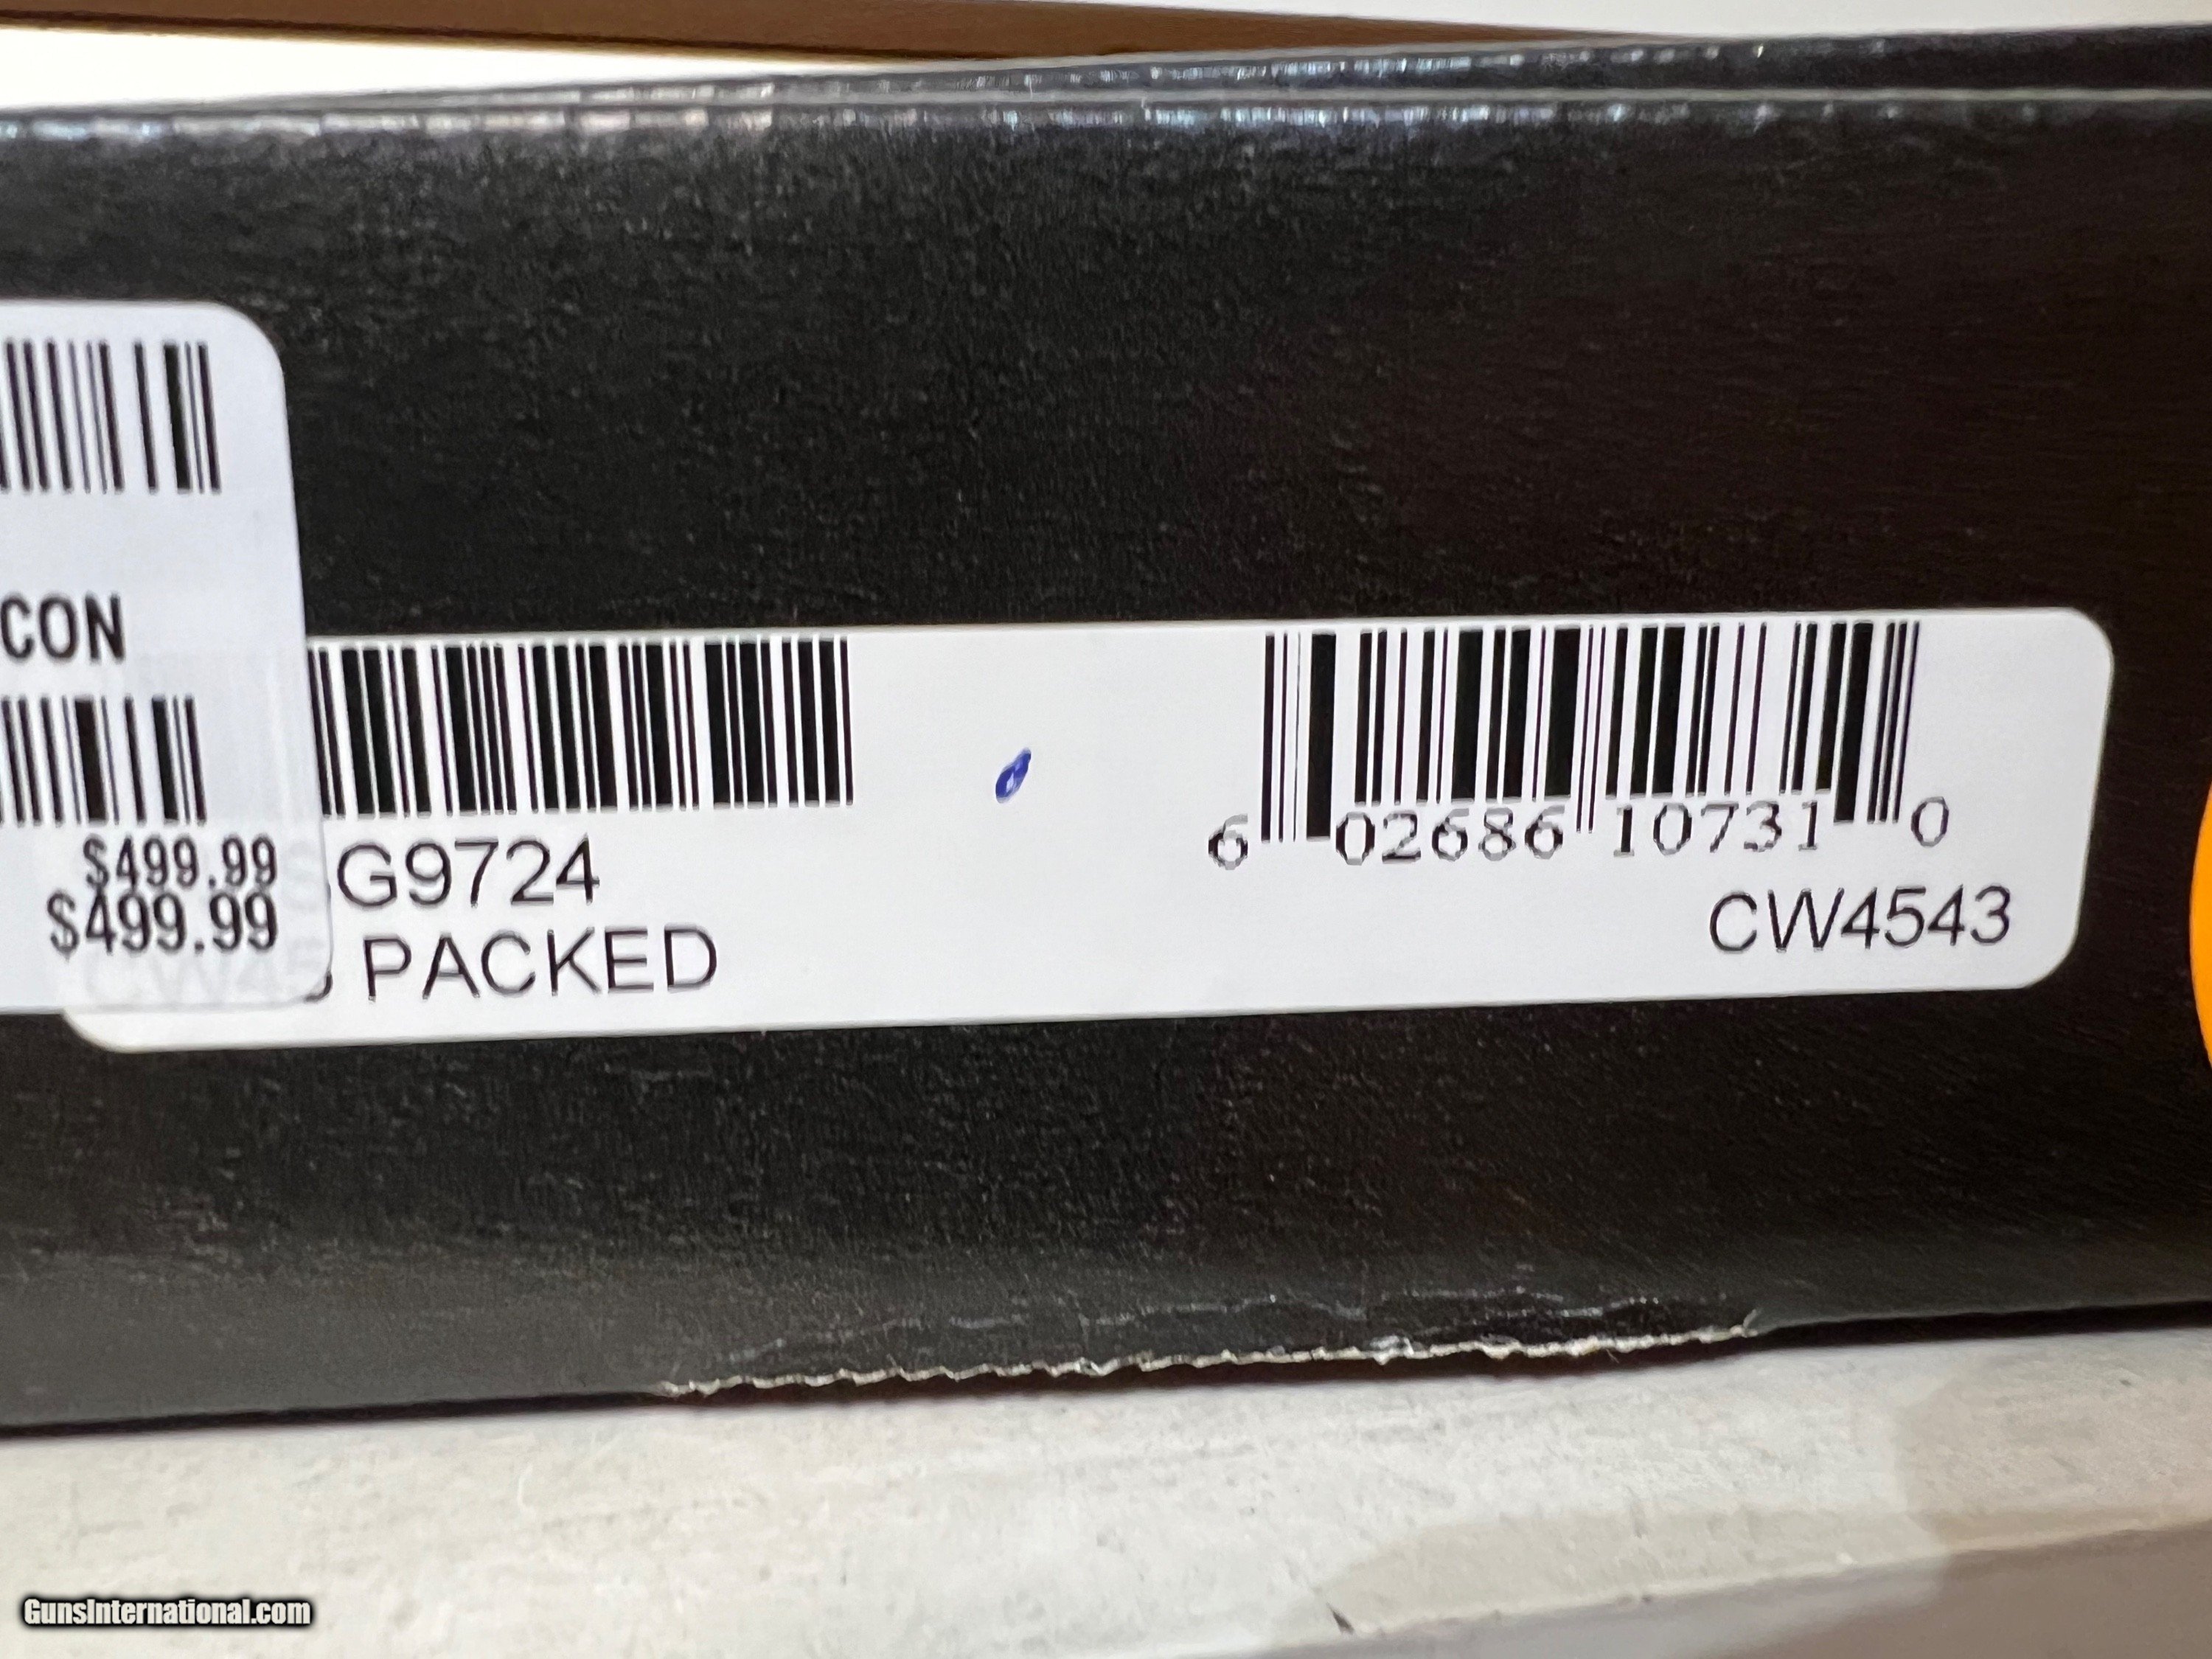 CON
$499.99
$499.99
G9724
PACKED
6 02686 10731 0
CW4543
GunsInternational.com